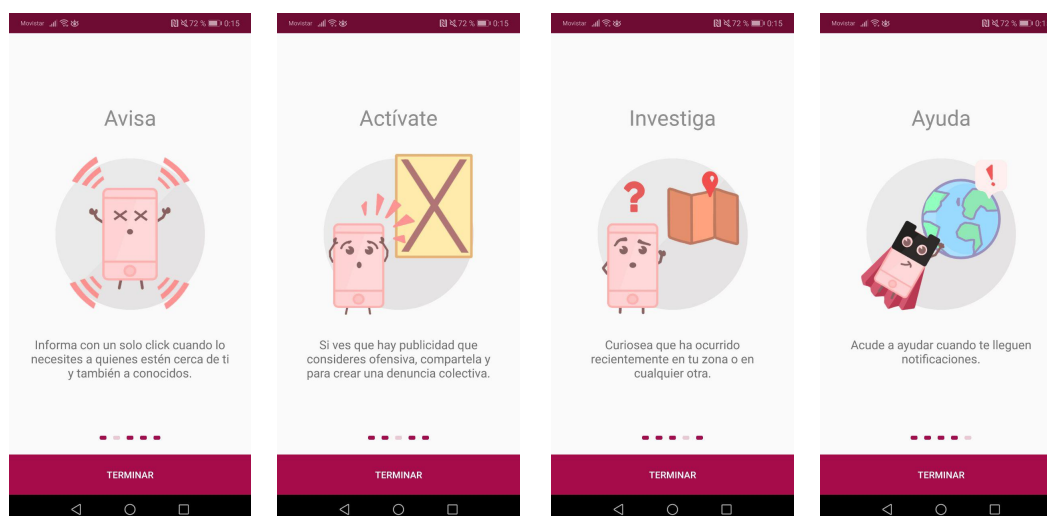 Movistar 72 % 0:15
Avisa
Informa con un solo click cuando lo
necesites a quienes estén cerca de ti
y también a conocidos.
TERMINAR
Movistar 72 % 0:15
Actívate
Si ves que hay publicidad que
consideres ofensiva, compartela y
para crear una denuncia colectiva.
TERMINAR
Movistar 72 % 0:15
Investiga
?
Curiosea que ha ocurrido
recientemente en tu zona o en
cualquier otra.
TERMINAR
Movistar 72 % 0:1
Ayuda
!
Acude a ayudar cuando te lleguen
notificaciones.
TERMINAR